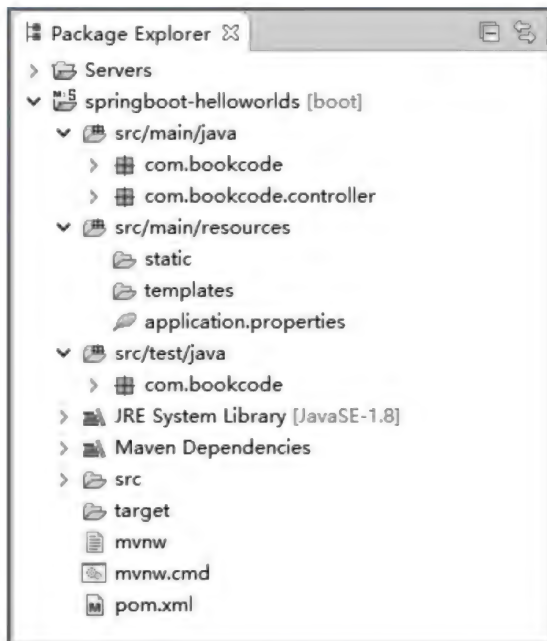 Package Explorer
Servers
springboot-helloworlds [boot]
src/main/java
com.bookcode
com.bookcode.controller
src/main/resources
static
templates
application.properties
src/test/java
com.bookcode
JRE System Library [JavaSE-1.8]
Maven Dependencies
src
target
mvnw
mvnw.cmd
pom.xml